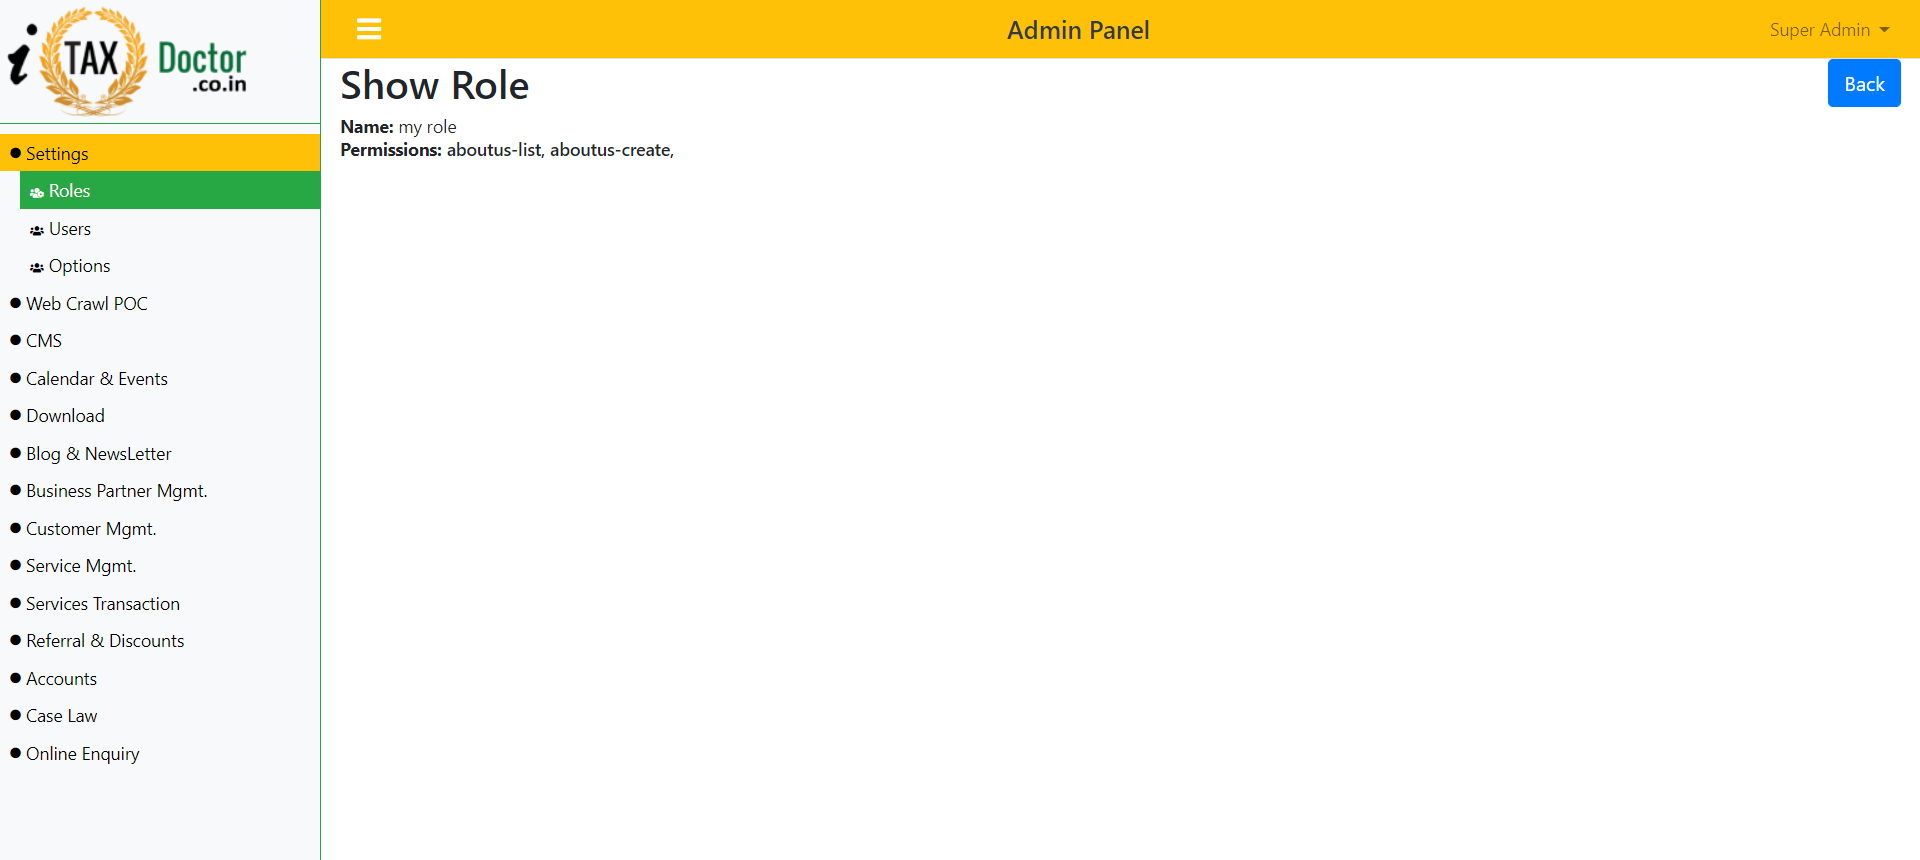 i TAX Doctor
.co.in
Admin Panel
Super Admin
Settings
Roles
Users
Options
Web Crawl POC
CMS
Calendar & Events
Download
Blog & NewsLetter
Business Partner Mgmt.
Customer Mgmt.
Service Mgmt.
Services Transaction
Referral & Discounts
Accounts
Case Law
Online Enquiry
Show Role
Back
Name: my role
Permissions: aboutus-list, aboutus-create,